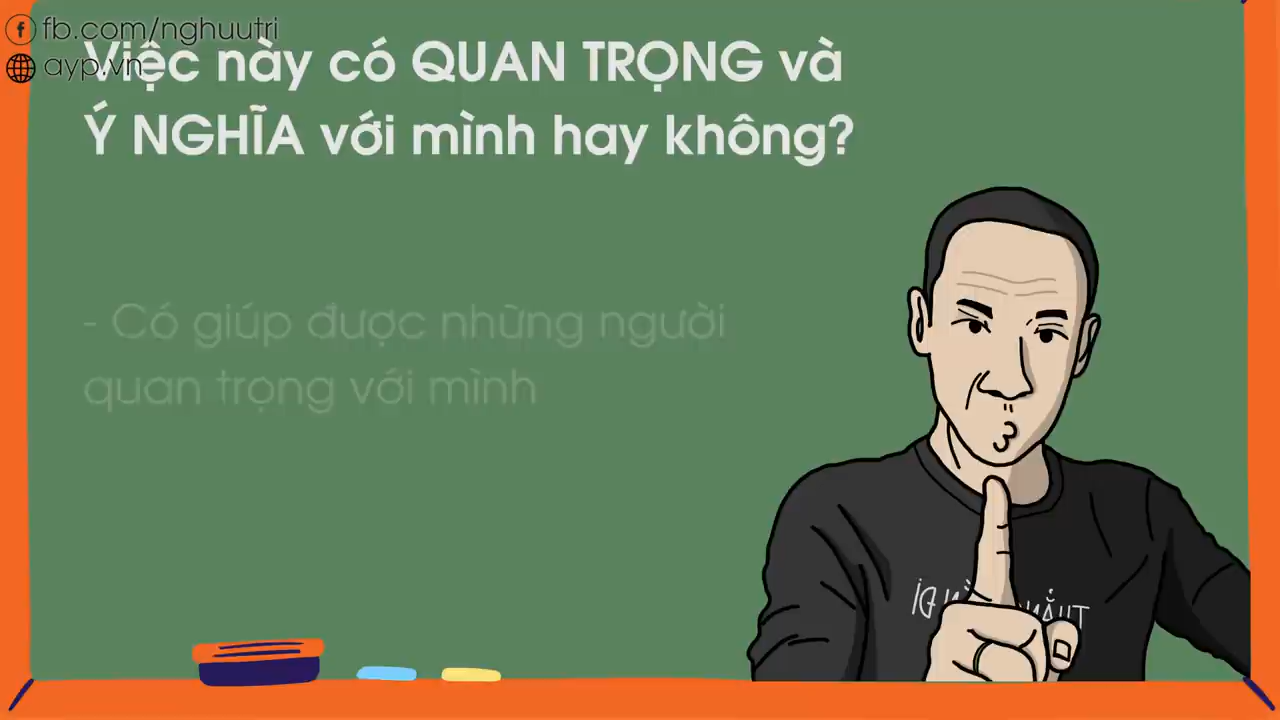 fb.com/nghuutri
ayp.vn
Việc này có QUAN TRỌNG và
Ý NGHĨA với mình hay không?
- Có giúp được những người
quan trọng với mình